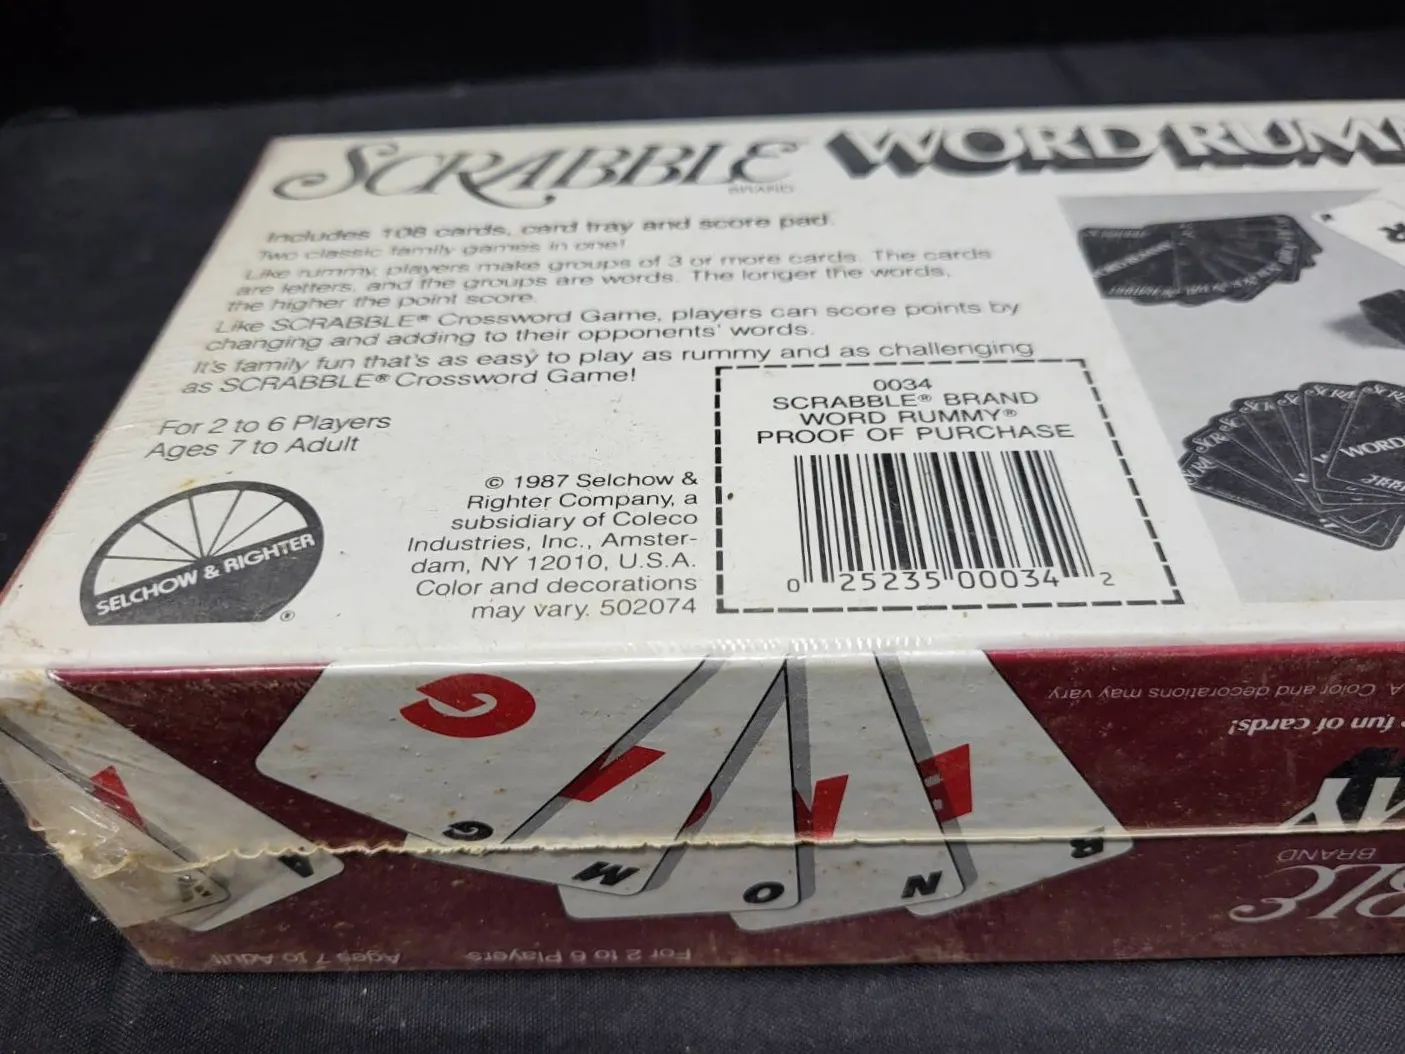 SCRABBLE WORD RUMM
BRAND
Includes 108 cards, card tray and score pad.
Two classic family games in one!
Like rummy, players make groups of 3 or more cards. The cards
are letters, and the groups are words. The longer the words,
the higher the point score.
Like SCRABBLE® Crossword Game, players can score points by
changing and adding to their opponents' words.
It's family fun that's as easy to play as rummy and as challenging
as SCRABBLE® Crossword Game!
For 2 to 6 Players
Ages 7 to Adult
SELCHOW & RIGHTER
®
© 1987 Selchow &
Righter Company, a
subsidiary of Coleco
Industries, Inc., Amster-
dam, NY 12010, U.S.A.
Color and decorations
may vary. 502074
0034
SCRABBLE® BRAND
WORD RUMMY®
PROOF OF PURCHASE
0 25235 00034 2
R
WORD
A. Color and decorations may vary
fun of cards!
MY
BRAND
BLE
G
G
M
O
N
R
A
For 2 to 6 Players
Ages 7 to Adult